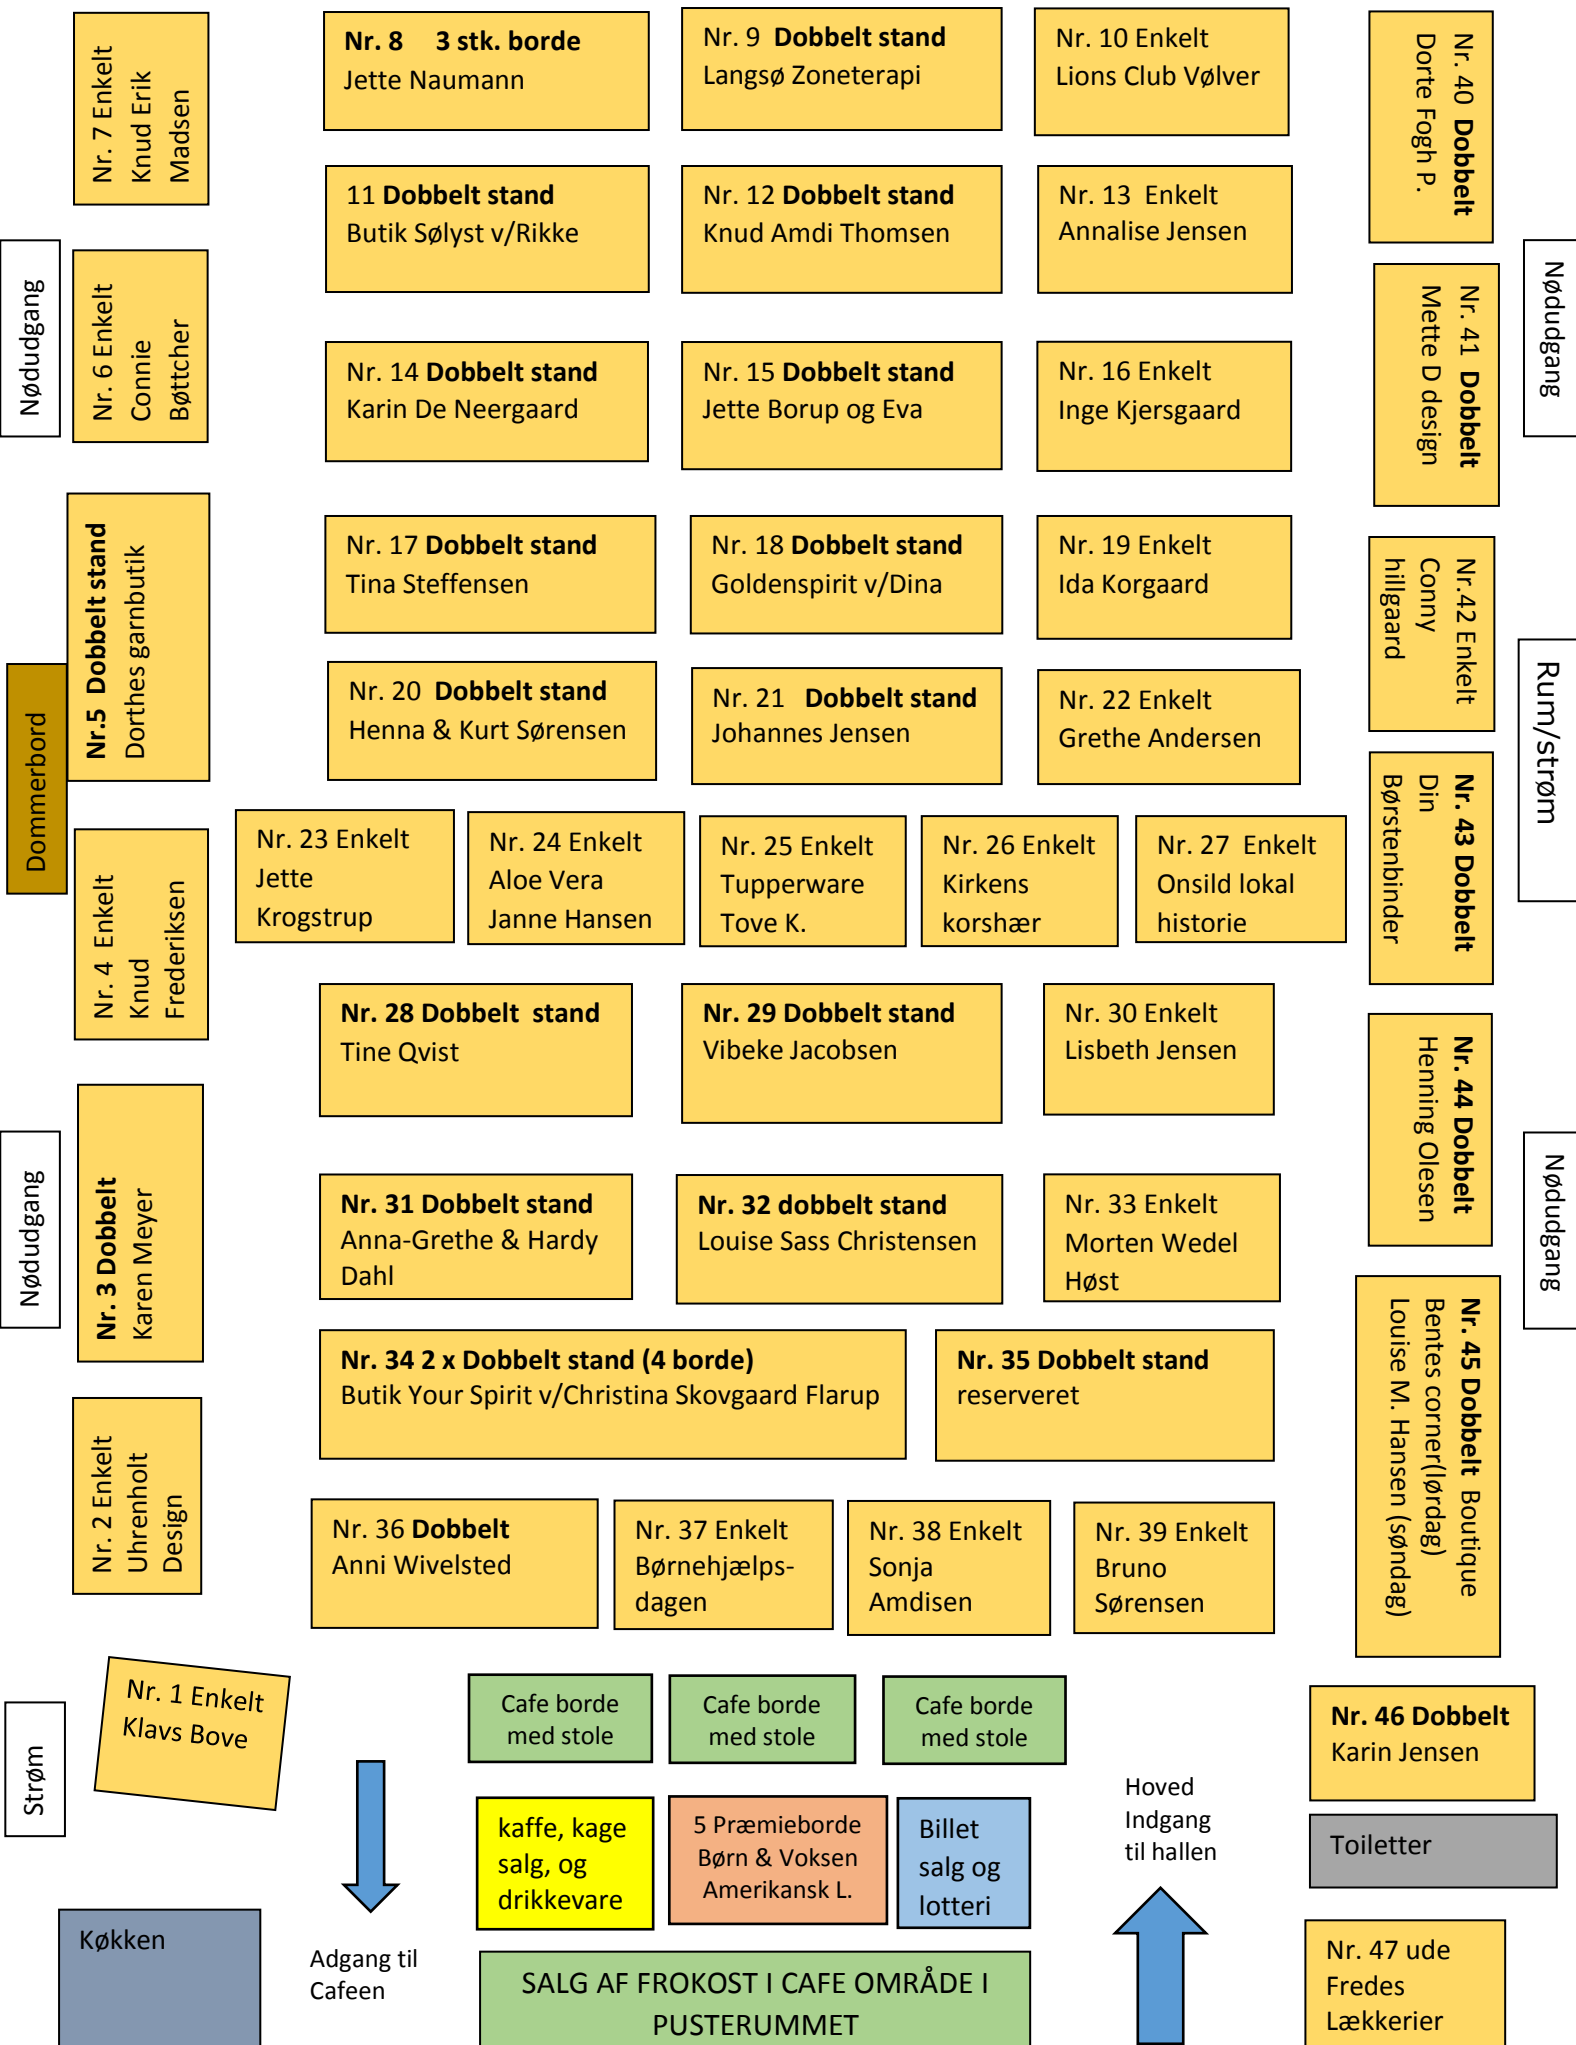 Nr. 7 Enkelt
Knud Erik
Madsen
Nr. 8 3 stk. borde
Jette Naumann
Nr. 9 Dobbelt stand
Langsø Zoneterapi
Nr. 10 Enkelt
Lions Club Vølver
Nr. 40 Dobbelt
Dorte Fogh P.
11 Dobbelt stand
Butik Sølyst v/Rikke
Nr. 12 Dobbelt stand
Knud Amdi Thomsen
Nr. 13 Enkelt
Annalise Jensen
Nødudgang
Nr. 6 Enkelt
Connie
Bøttcher
Nr. 14 Dobbelt stand
Karin De Neergaard
Nr. 15 Dobbelt stand
Jette Borup og Eva
Nr. 16 Enkelt
Inge Kjersgaard
Nr. 41 Dobbelt
Mette D design
Nødudgang
Nr.5 Dobbelt stand
Dorthes garnbutik
Nr. 17 Dobbelt stand
Tina Steffensen
Nr. 18 Dobbelt stand
Goldenspirit v/Dina
Nr. 19 Enkelt
Ida Korgaard
Nr.42 Enkelt
Conny
hillgaard
Dommerbord
Nr. 20 Dobbelt stand
Henna & Kurt Sørensen
Nr. 21 Dobbelt stand
Johannes Jensen
Nr. 22 Enkelt
Grethe Andersen
Rum/strøm
Nr. 4 Enkelt
Knud
Frederiksen
Nr. 23 Enkelt
Jette
Krogstrup
Nr. 24 Enkelt
Aloe Vera
Janne Hansen
Nr. 25 Enkelt
Tupperware
Tove K.
Nr. 26 Enkelt
Kirkens
korshær
Nr. 27 Enkelt
Onsild lokal
historie
Nr. 43 Dobbelt
Din
Børstenbinder
Nr. 28 Dobbelt stand
Tine Qvist
Nr. 29 Dobbelt stand
Vibeke Jacobsen
Nr. 30 Enkelt
Lisbeth Jensen
Nr. 44 Dobbelt
Henning Olesen
Nødudgang
Nr. 3 Dobbelt
Karen Meyer
Nr. 31 Dobbelt stand
Anna-Grethe & Hardy
Dahl
Nr. 32 dobbelt stand
Louise Sass Christensen
Nr. 33 Enkelt
Morten Wedel
Høst
Nødudgang
Nr. 34 2 x Dobbelt stand (4 borde)
Butik Your Spirit v/Christina Skovgaard Flarup
Nr. 35 Dobbelt stand
reserveret
Nr. 45 Dobbelt Boutique
Bentes corner(lørdag)
Louise M. Hansen (søndag)
Nr. 2 Enkelt
Uhrenholt
Design
Nr. 36 Dobbelt
Anni Wivelsted
Nr. 37 Enkelt
Børnehjælps-
dagen
Nr. 38 Enkelt
Sonja
Amdisen
Nr. 39 Enkelt
Bruno
Sørensen
Nr. 1 Enkelt
Klavs Bove
Strøm
Cafe borde
med stole
Cafe borde
med stole
Cafe borde
med stole
Nr. 46 Dobbelt
Karin Jensen
kaffe, kage
salg, og
drikkevare
5 Præmieborde
Børn & Voksen
Amerikansk L.
Billet
salg og
lotteri
Hoved
Indgang
til hallen
Toiletter
Køkken
Adgang til
Cafeen
SALG AF FROKOST I CAFE OMRÅDE I
PUSTERUMMET
Nr. 47 ude
Fredes
Lækkerier